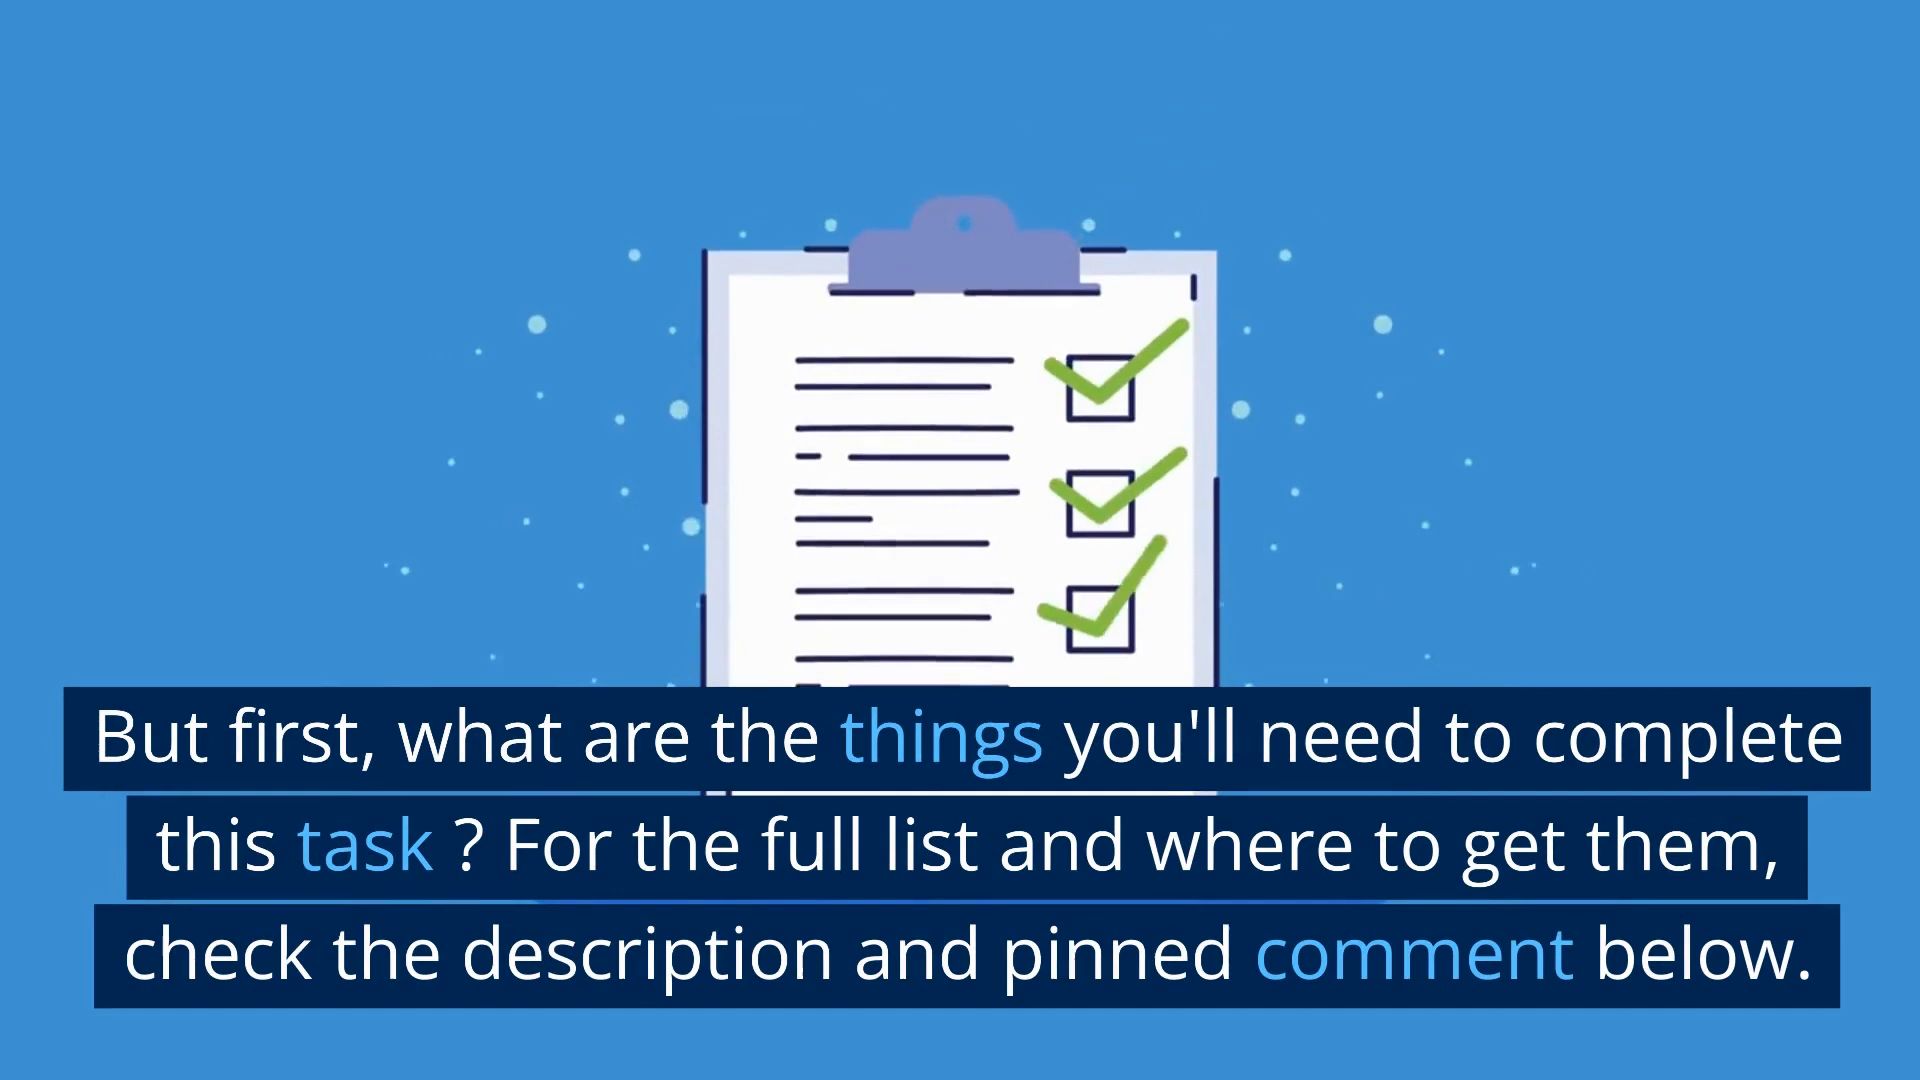 But first, what are the things you'll need to complete
this task ? For the full list and where to get them,
check the description and pinned comment below.